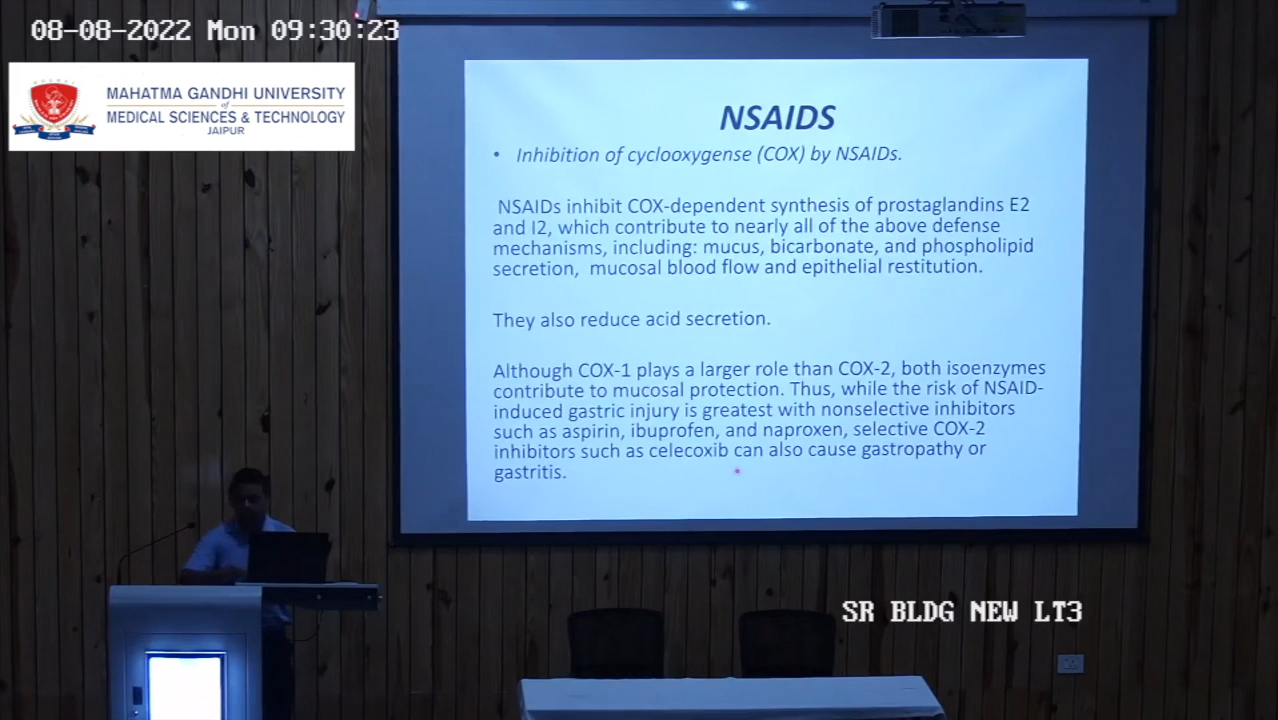 08-08-2022 Mon 09:30:23
MAHATMA GANDHI UNIVERSITY
of
MEDICAL SCIENCES & TECHNOLOGY
JAIPUR
NSAIDS
• Inhibition of cyclooxygense (COX) by NSAIDs.
NSAIDs inhibit COX-dependent synthesis of prostaglandins E2
and I2, which contribute to nearly all of the above defense
mechanisms, including: mucus, bicarbonate, and phospholipid
secretion, mucosal blood flow and epithelial restitution.
They also reduce acid secretion.
Although COX-1 plays a larger role than COX-2, both isoenzymes
contribute to mucosal protection. Thus, while the risk of NSAID-
induced gastric injury is greatest with nonselective inhibitors
such as aspirin, ibuprofen, and naproxen, selective COX-2
inhibitors such as celecoxib can also cause gastropathy or
gastritis.
SR BLDG NEW LT3